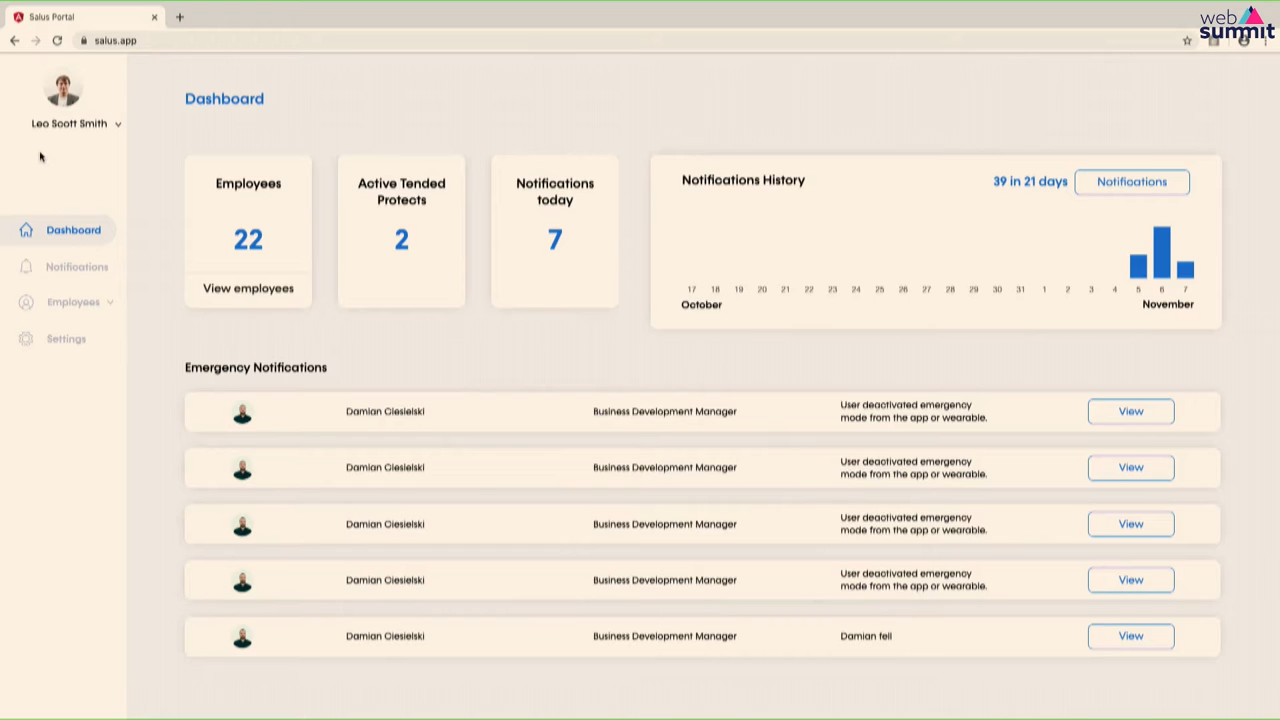 Salus Portal
web
summit
salus.app
Leo Scott Smith
Dashboard
Notifications
Employees
Settings
Dashboard
Employees
22
View employees
Active Tended
Protects
2
Notifications
today
7
Notifications History
39 in 21 days
Notifications
17 18 19 20 21 22 23 24 25 26 27 28 29 30 31 1 2 3 4 5 6 7
October November
Emergency Notifications
Damian Ciesielski Business Development Manager User deactivated emergency
mode from the app or wearable. View
Damian Ciesielski Business Development Manager User deactivated emergency
mode from the app or wearable. View
Damian Ciesielski Business Development Manager User deactivated emergency
mode from the app or wearable. View
Damian Ciesielski Business Development Manager User deactivated emergency
mode from the app or wearable. View
Damian Ciesielski Business Development Manager Damian fell View